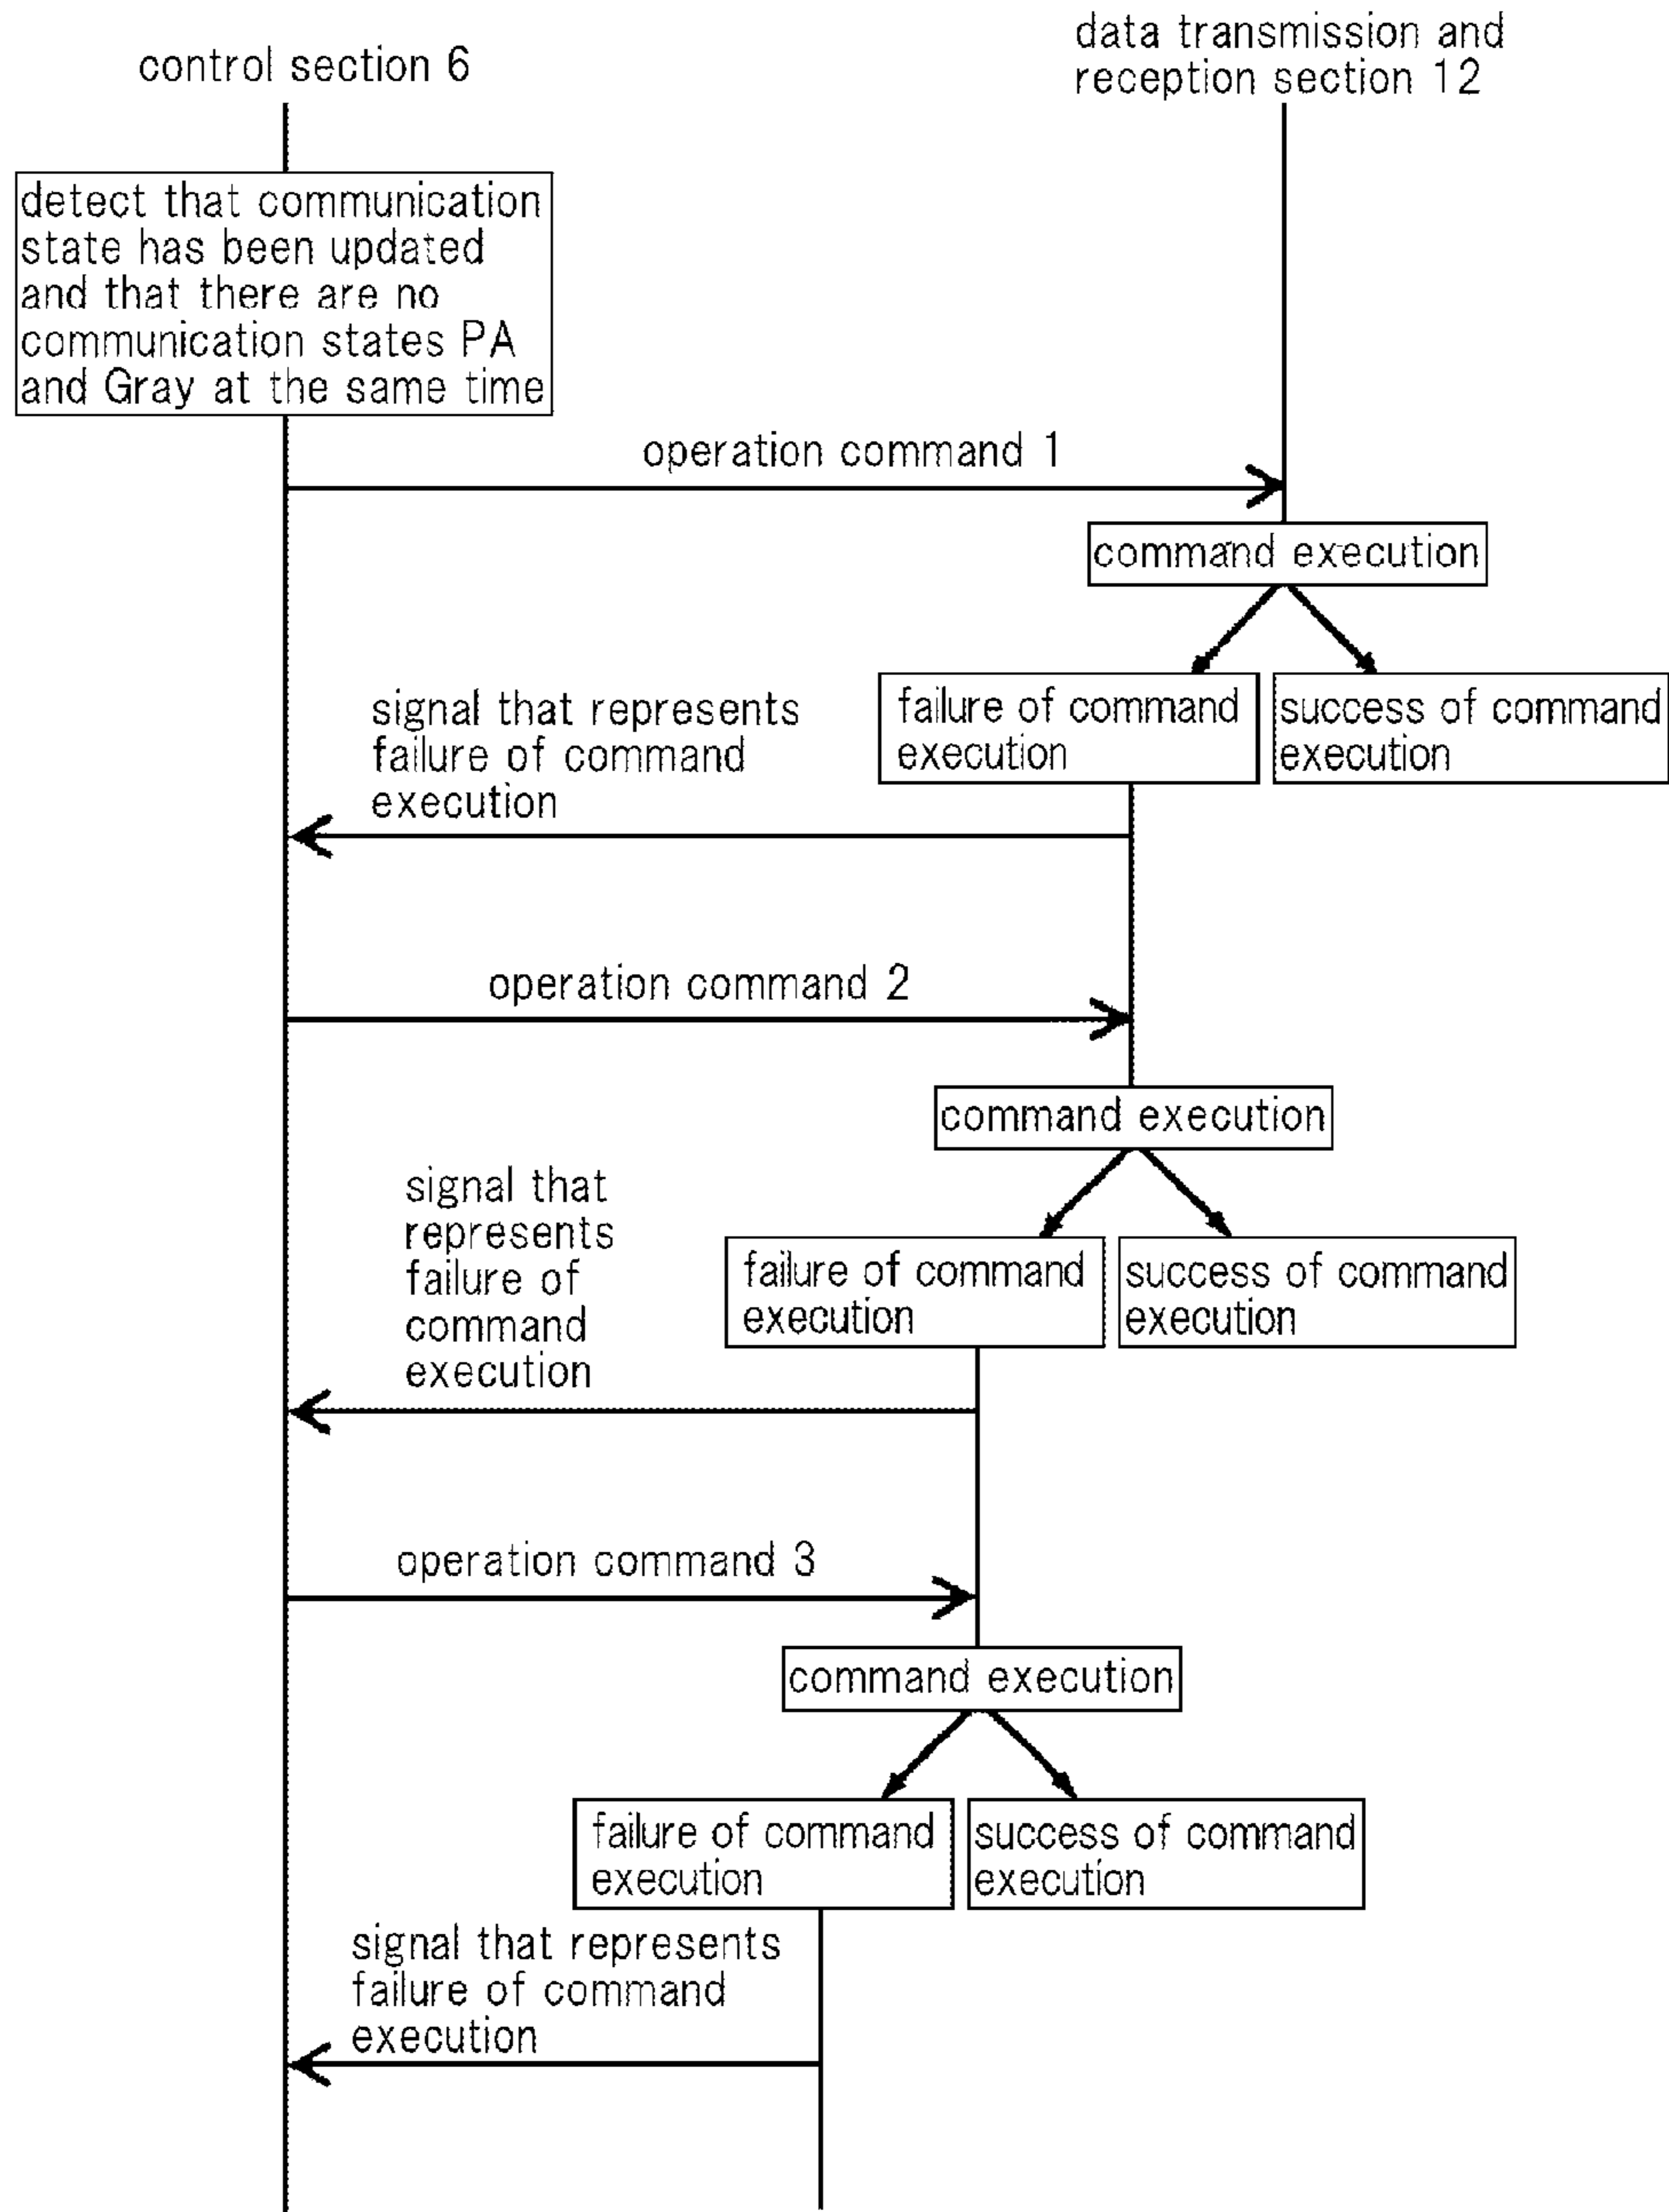 control section 6
data transmission and
reception section 12
detect that communication
state has been updated
and that there are no
communication states PA
and Gray at the same time
operation command 1
command execution
failure of command
execution
success of command
execution
signal that represents
failure of command
execution
operation command 2
command execution
failure of command
execution
success of command
execution
signal that
represents
failure of
command
execution
operation command 3
command execution
failure of command
execution
success of command
execution
signal that represents
failure of command
execution